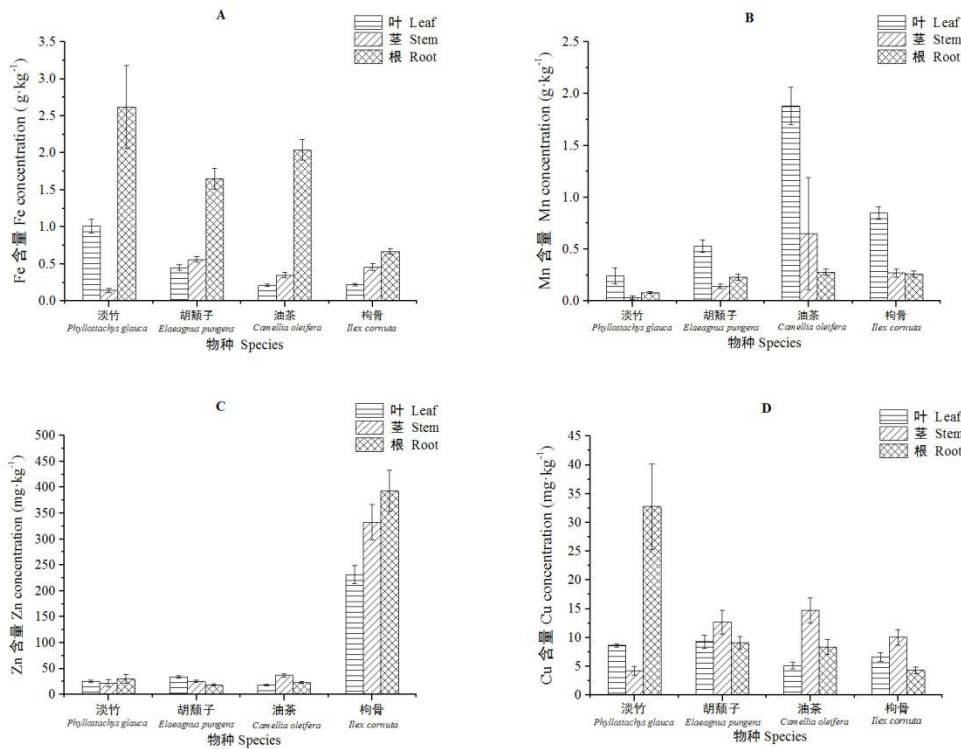 A
叶 Leaf
茎 Stem
根 Root
3.5
3.0
2.5
2.0
1.5
1.0
0.5
0.0
Fe 含量 Fe concentration ( g·kg⁻¹)
淡竹 胡颓子 油茶 枸骨
Phyllostachys glauca Elaeagnus pungens Camellia oleifera Ilex cornuta
物种 Species
B
叶 Leaf
茎 Stem
根 Root
2.5
2.0
1.5
1.0
0.5
0.0
Mn 含量 Mn concentration (g·kg⁻¹)
淡竹 胡颓子 油茶 枸骨
Phyllostachys glauca Elaeagnus pungens Camellia oleifera Ilex cornuta
物种 Species
C
叶 Leaf
茎 Stem
根 Root
500
450
400
350
300
250
200
150
100
50
0
Zn 含量 Zn concentration (mg·kg⁻¹)
淡竹 胡颓子 油茶 枸骨
Phyllostachys glauca Elaeagnus pungens Camellia oleifera Ilex cornuta
物种 Species
D
叶 Leaf
茎 Stem
根 Root
45
40
35
30
25
20
15
10
5
0
Cu 含量 Cu concentration (mg·kg⁻¹)
淡竹 胡颓子 油茶 枸骨
Phyllostachys glauca Elaeagnus pungens Camellia oleifera Ilex cornuta
物种 Species